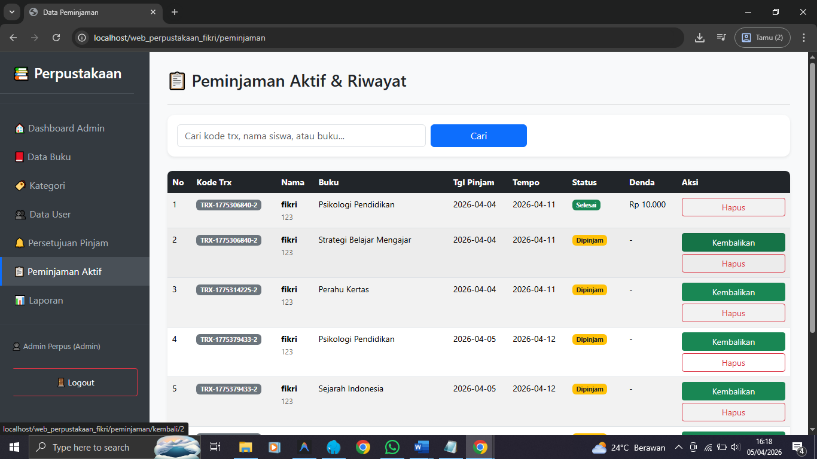 Data Peminjaman
localhost/web_perpustakaan_fikri/peminjaman
Tamu (2)
Perpustakaan
Dashboard Admin
Data Buku
Kategori
Data User
Persetujuan Pinjam
Peminjaman Aktif
Laporan
Admin Perpus (Admin)
Logout
Peminjaman Aktif & Riwayat
Cari kode trx, nama siswa, atau buku...
Cari
No Kode Trx Nama Buku Tgl Pinjam Tempo Status Denda Aksi
1 TRX-1775306840-2 fikri Psikologi Pendidikan 2026-04-04 2026-04-11 Selesai Rp 10.000 Hapus
123
2 TRX-1775306840-2 fikri Strategi Belajar Mengajar 2026-04-04 2026-04-11 Dipinjam - Kembalikan
123
Hapus
3 TRX-1775314225-2 fikri Perahu Kertas 2026-04-04 2026-04-11 Dipinjam - Kembalikan
123
Hapus
4 TRX-1775379433-2 fikri Psikologi Pendidikan 2026-04-05 2026-04-12 Dipinjam - Kembalikan
123
Hapus
5 TRX-1775379433-2 fikri Sejarah Indonesia 2026-04-05 2026-04-12 Dipinjam - Kembalikan
123
Hapus
localhost/web_perpustakaan_fikri/peminjaman/kembali/2
Type here to search
24°C Berawan
16:18
05/04/2026
4